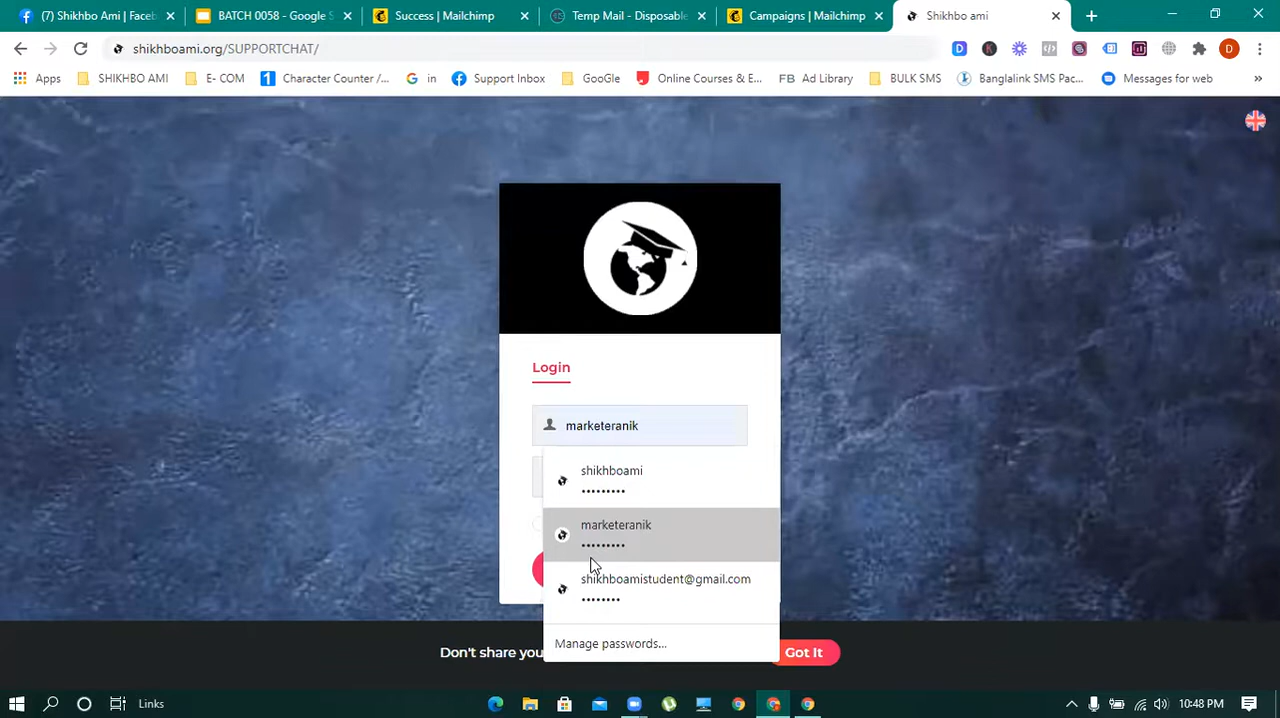 (7) Shikhbo Ami | Faceb
BATCH 0058 - Google S
Success | Mailchimp
Temp Mail - Disposable
Campaigns | Mailchimp
Shikhbo ami
shikhboami.org/SUPPORTCHAT/
D
K
D
Apps
SHIKHBO AMI
E- COM
1 Character Counter /...
in
Support Inbox
GooGle
Online Courses & E...
FB Ad Library
BULK SMS
Banglalink SMS Pac...
Messages for web
»
Login
marketeranik
shikhboami
•••••••••
marketeranik
•••••••••
shikhboamistudent@gmail.com
••••••••
Manage passwords...
Don't share you
Got It
Links
10:48 PM